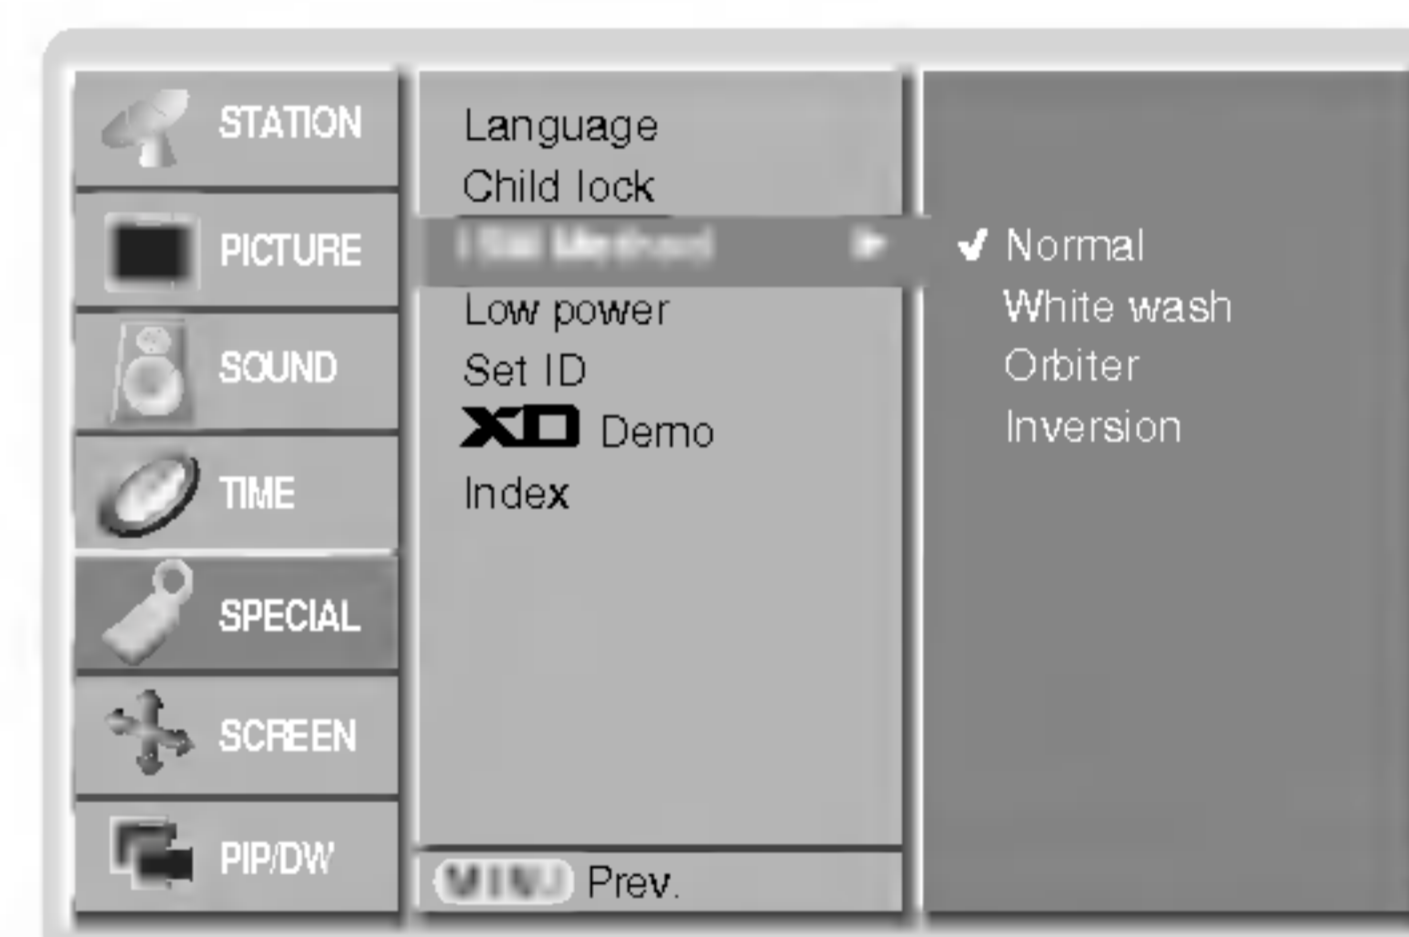 STATION
PICTURE
SOUND
TIME
SPECIAL
SCREEN
PIP/DW
Language
Child lock
Method
Low power
Set ID
XD Demo
Index
Prev.
Normal
White wash
Orbiter
Inversion